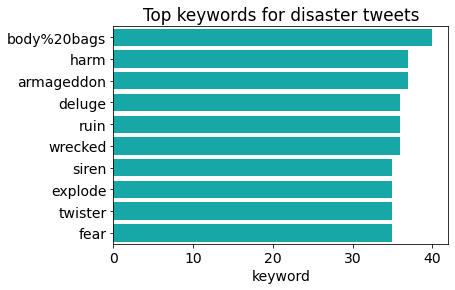 Top keywords for disaster tweets
body%20bags
harm
armageddon
deluge
ruin
wrecked
siren
explode
twister
fear
0 10 20 30 40
keyword